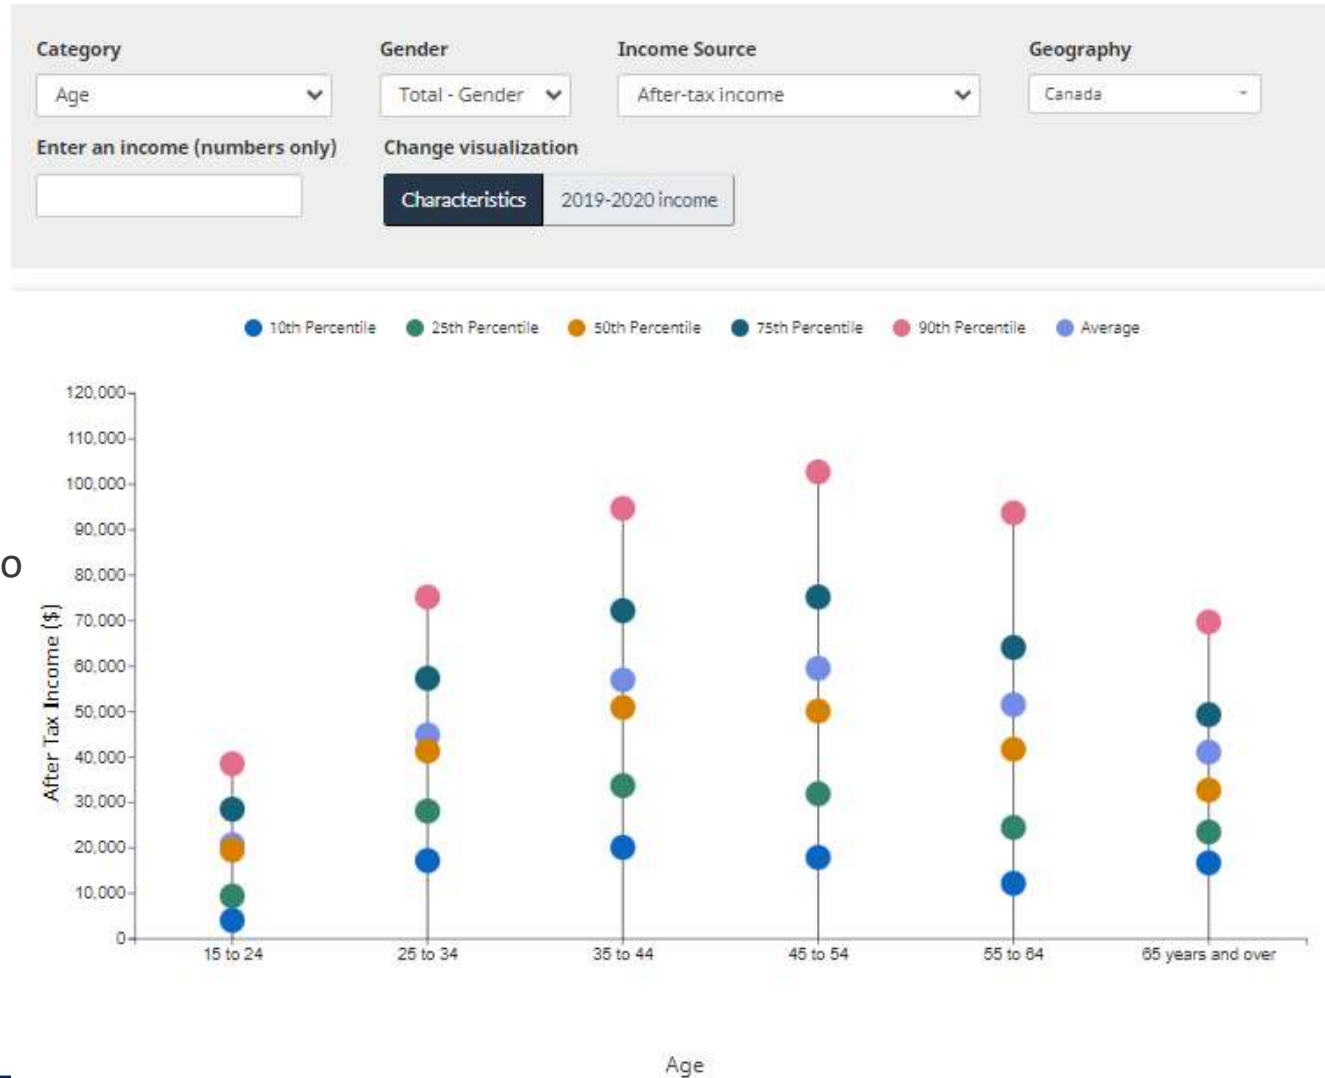 Category
Gender
Income Source
Geography
Age
Total - Gender
After-tax income
Canada
Enter an income (numbers only)
Change visualization
Characteristics
2019-2020 income
10th Percentile
25th Percentile
50th Percentile
75th Percentile
90th Percentile
Average
120,000
110,000
100,000
90,000
80,000
70,000
60,000
50,000
40,000
30,000
20,000
10,000
0
o
After Tax Income ($)
15 to 24
25 to 34
35 to 44
45 to 54
55 to 64
65 years and over
Age